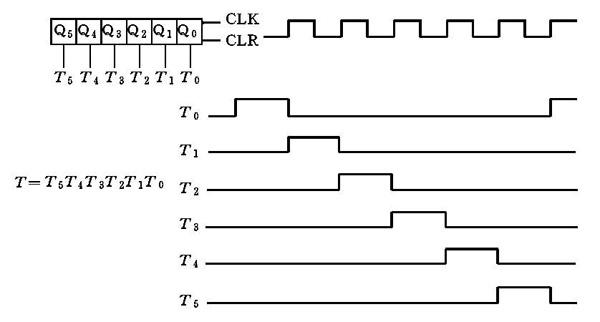 CLK
Q₅ Q₄ Q₃ Q₂ Q₁ Q₀
CLR
T₅ T₄ T₃ T₂ T₁ T₀
T₀
T₁
T=T₅T₄T₃T₂T₁T₀
T₂
T₃
T₄
T₅